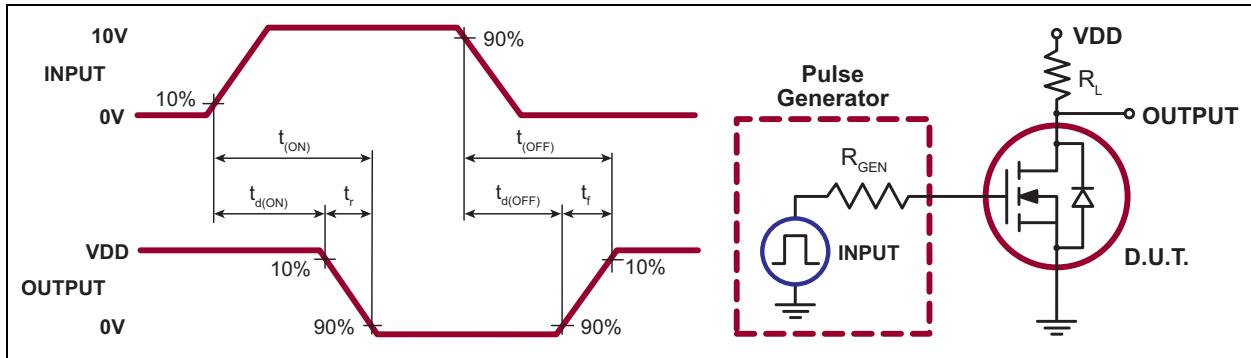 10V
INPUT
0V
10%
90%
t(ON)
t(OFF)
td(ON)
tr
td(OFF)
tf
VDD
OUTPUT
0V
10%
90%
90%
10%
Pulse
Generator
RGEN
INPUT
VDD
RL
OUTPUT
D.U.T.